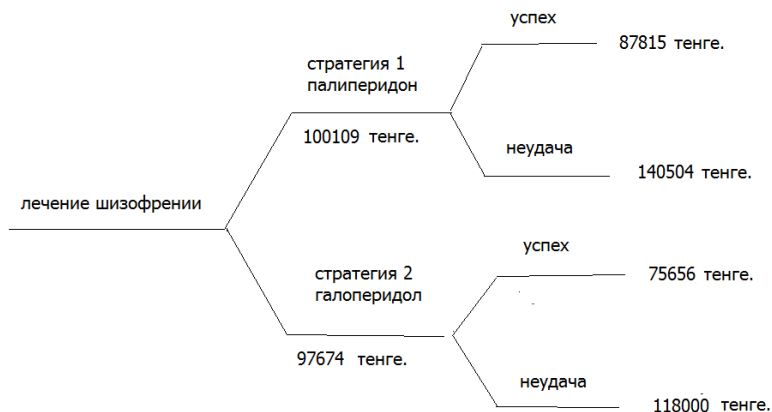 успех
87815 тенге.
стратегия 1
палиперидон
100109 тенге.
неудача
140504 тенге.
лечение шизофрении
успех
75656 тенге.
стратегия 2
галоперидол
97674 тенге.
неудача
118000 тенге.